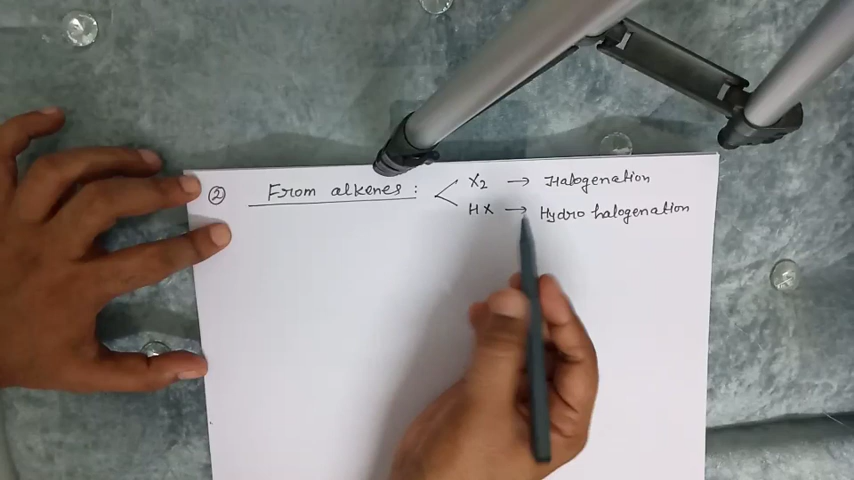 ② From alkenes : X2 → Halogenation
HX → Hydro halogenation